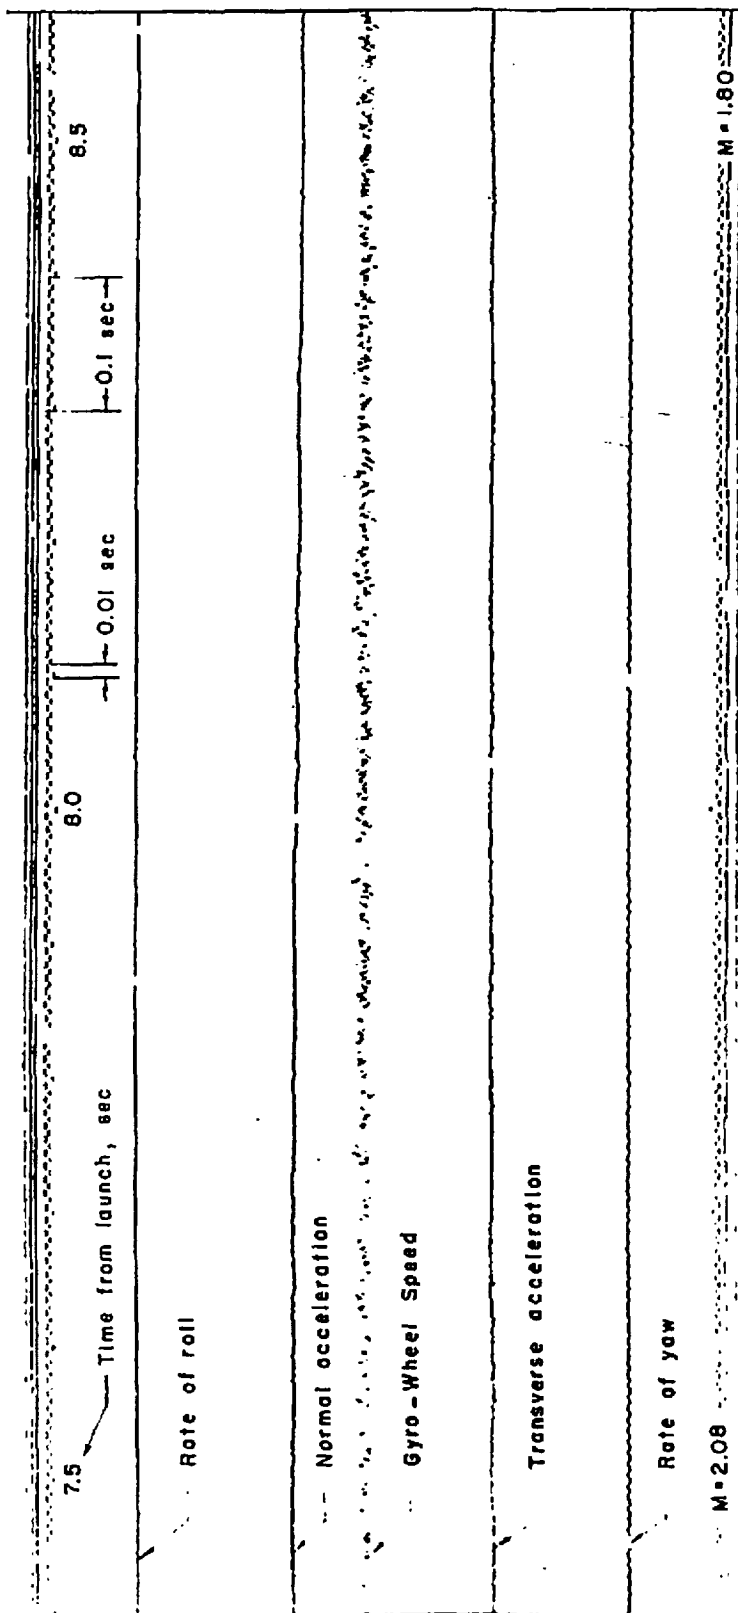 7.5
Time from launch, sec
8.0
0.01 sec
0.1 sec
8.5
Rate of roll
Normal acceleration
Gyro-Wheel Speed
Transverse acceleration
Rate of yaw
M=2.08
M=1.80